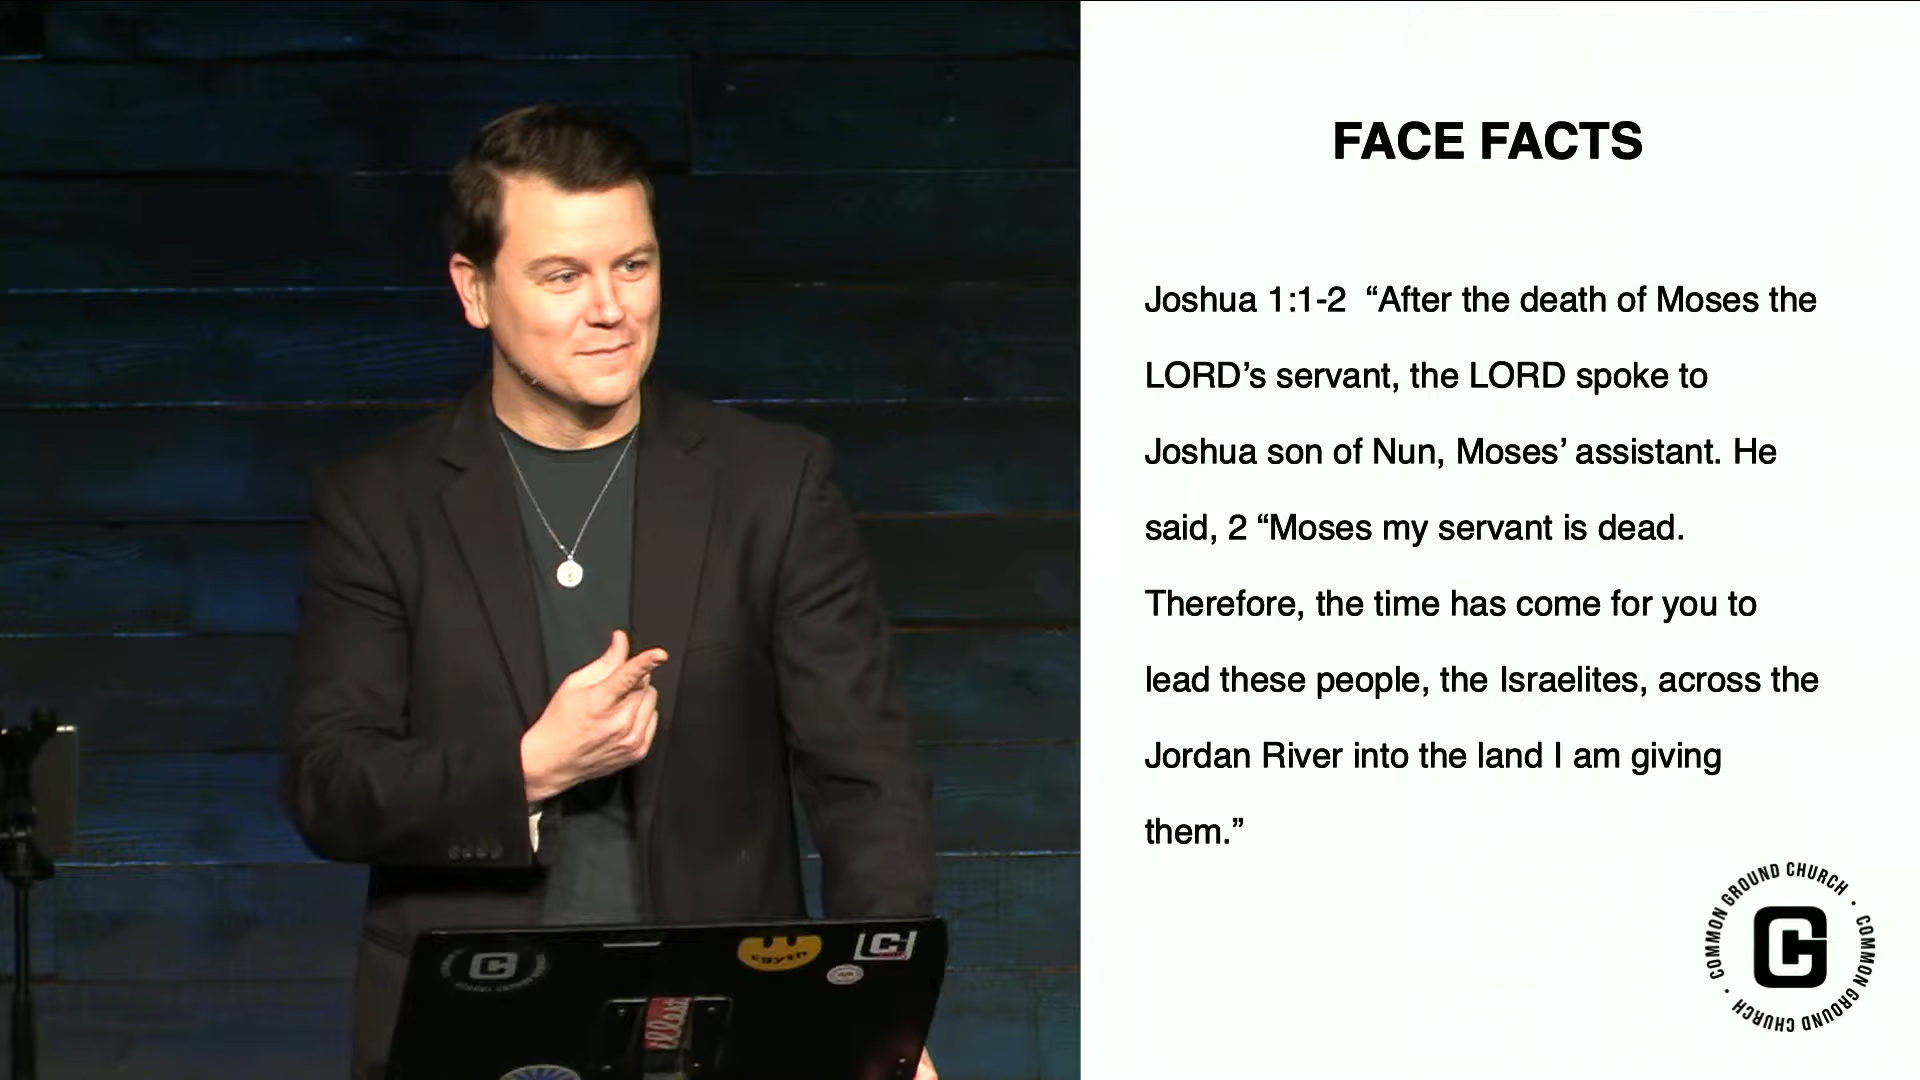 FACE FACTS
Joshua 1:1-2  “After the death of Moses the
LORD’s servant, the LORD spoke to
Joshua son of Nun, Moses’ assistant. He
said, 2 “Moses my servant is dead.
Therefore, the time has come for you to
lead these people, the Israelites, across the
Jordan River into the land I am giving
them.”
COMMON GROUND CHURCH • COMMON GROUND CHURCH •
C
C
cgyth
C
illest